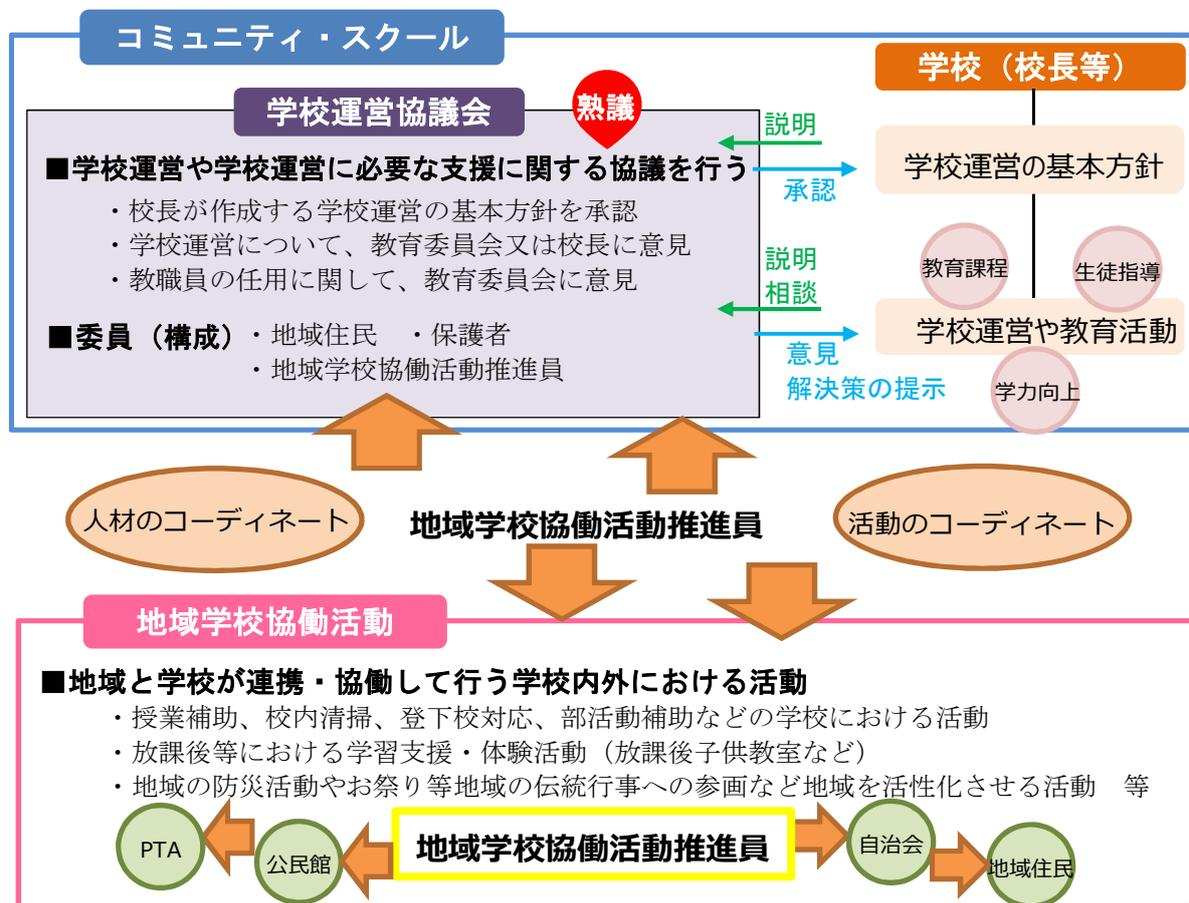 コミュニティ・スクール
学校運営協議会
熟議
■学校運営や学校運営に必要な支援に関する協議を行う
・校長が作成する学校運営の基本方針を承認
・学校運営について、教育委員会又は校長に意見
・教職員の任用に関して、教育委員会に意見
■委員（構成）・地域住民　・保護者
・地域学校協働活動推進員
説明
承認
説明
相談
意見
解決策の提示
学校（校長等）
学校運営の基本方針
教育課程
生徒指導
学校運営や教育活動
学力向上
人材のコーディネート
地域学校協働活動推進員
活動のコーディネート
地域学校協働活動
■地域と学校が連携・協働して行う学校内外における活動
・授業補助、校内清掃、登下校対応、部活動補助などの学校における活動
・放課後等における学習支援・体験活動（放課後子供教室など）
・地域の防災活動やお祭り等地域の伝統行事への参画など地域を活性化させる活動　等
PTA
公民館
地域学校協働活動推進員
自治会
地域住民